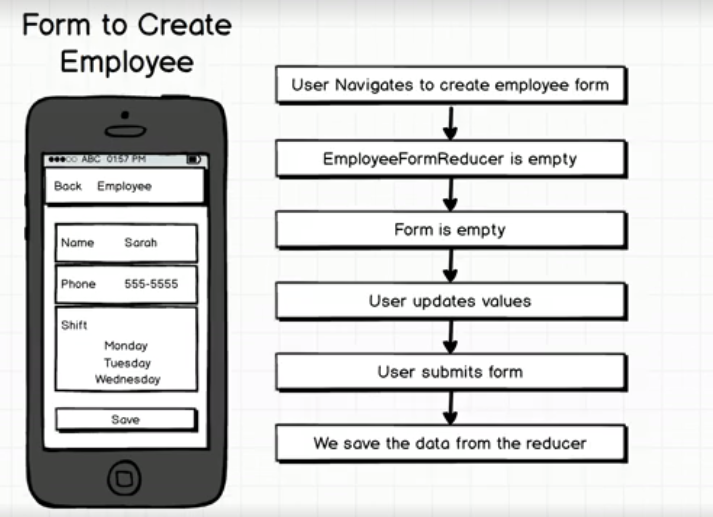 Form to Create
Employee
ABC 01:57 PM
Back Employee
Name Sarah
Phone 555-5555
Shift
Monday
Tuesday
Wednesday
Save
User Navigates to create employee form
EmployeeFormReducer is empty
Form is empty
User updates values
User submits form
We save the data from the reducer